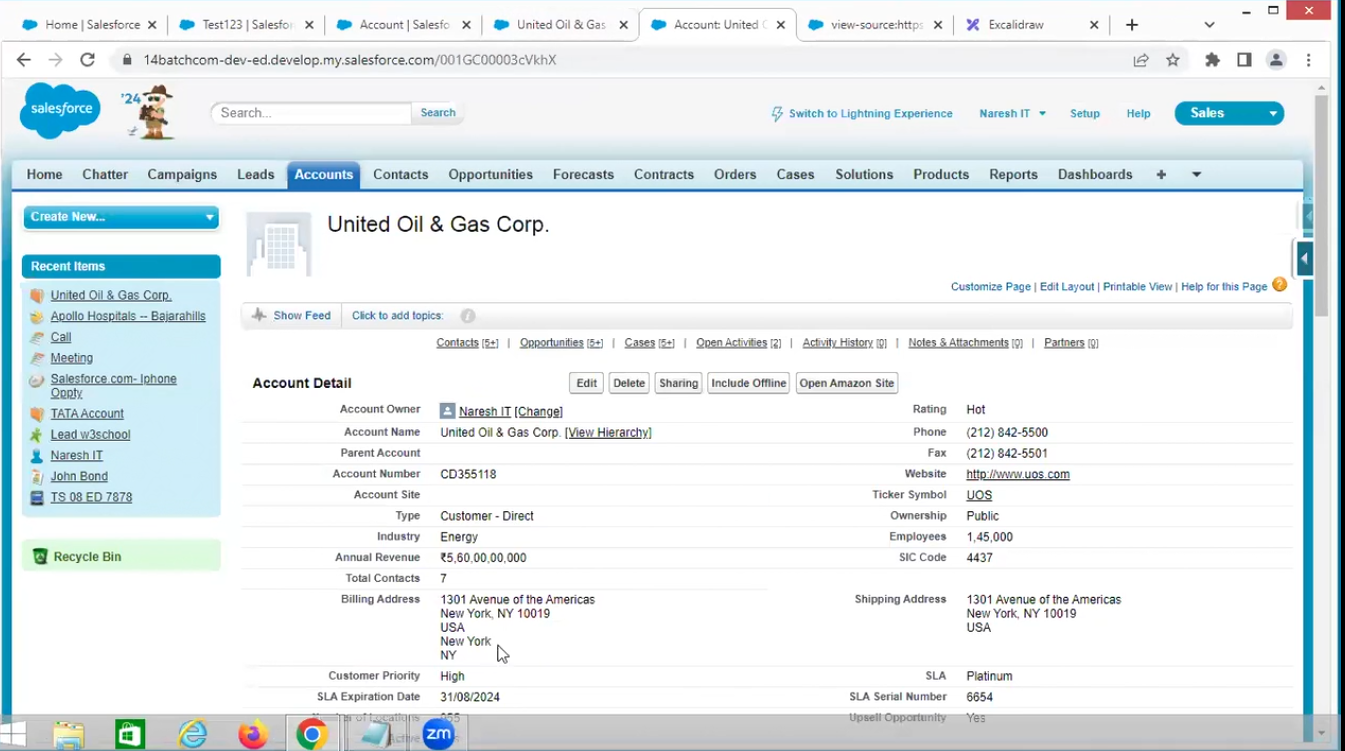 Home | Salesforce
Test123 | Salesfor
Account | Salesfo
United Oil & Gas
Account: United
view-source:https
Excalidraw
14batchcom-dev-ed.develop.my.salesforce.com/001GC00003cVkhX
salesforce
'24
Search...
Search
Switch to Lightning Experience
Naresh IT
Setup
Help
Sales
Home
Chatter
Campaigns
Leads
Accounts
Contacts
Opportunities
Forecasts
Contracts
Orders
Cases
Solutions
Products
Reports
Dashboards
+
Create New...
Recent Items
United Oil & Gas Corp.
Apollo Hospitals -- Bajarahills
Call
Meeting
Salesforce.com- Iphone
Oppty
TATA Account
Lead w3school
Naresh IT
John Bond
TS 08 ED 7878
Recycle Bin
United Oil & Gas Corp.
Customize Page | Edit Layout | Printable View | Help for this Page ?
Show Feed
Click to add topics:
Contacts [5+] | Opportunities [5+] | Cases [5+] | Open Activities [2] | Activity History [0] | Notes & Attachments [0] | Partners [0]
Account Detail
Edit
Delete
Sharing
Include Offline
Open Amazon Site
Account Owner Naresh IT [Change]
Rating Hot
Account Name United Oil & Gas Corp. [View Hierarchy]
Phone (212) 842-5500
Parent Account
Fax (212) 842-5501
Account Number CD355118
Website http://www.uos.com
Account Site
Ticker Symbol UOS
Type Customer - Direct
Ownership Public
Industry Energy
Employees 1,45,000
Annual Revenue ₹5,60,00,00,000
SIC Code 4437
Total Contacts 7
Billing Address 1301 Avenue of the Americas
New York, NY 10019
USA
New York
NY
Shipping Address 1301 Avenue of the Americas
New York, NY 10019
USA
Customer Priority High
SLA Platinum
SLA Expiration Date 31/08/2024
SLA Serial Number 6654
Number of Locations 955
Upsell Opportunity Yes
Active
zm